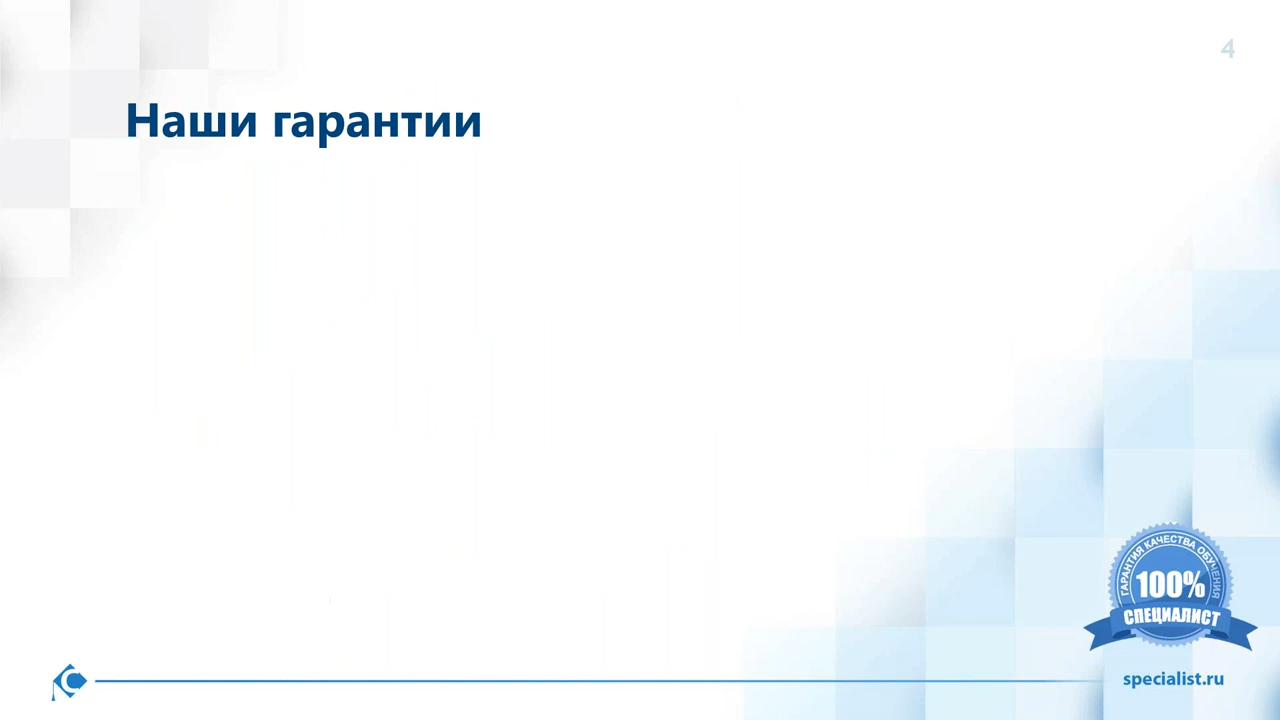 4
Наши гарантии
ГАРАНТИЯ КАЧЕСТВА ОБУЧЕНИЯ
100%
СПЕЦИАЛИСТ
specialist.ru